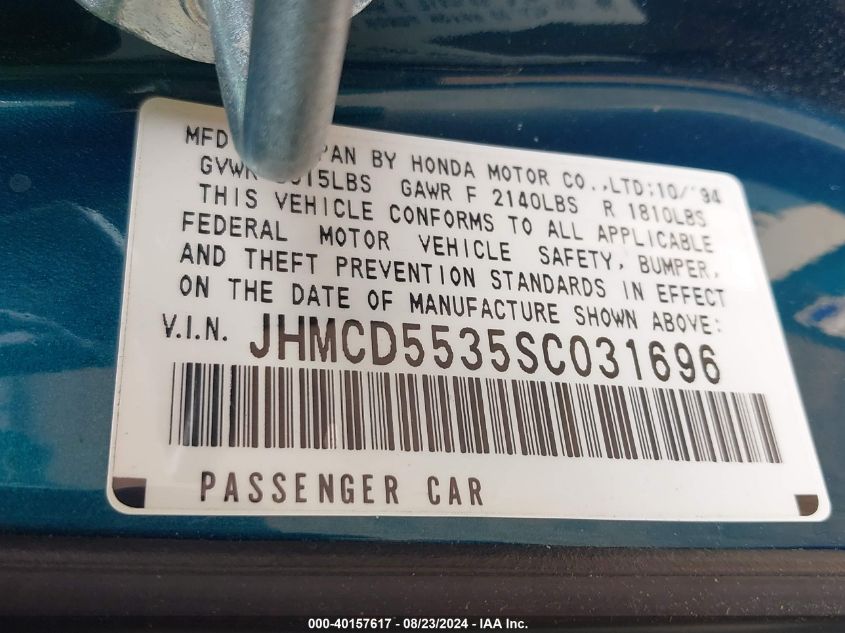 MFD PAN BY HONDA MOTOR CO.,LTD:10/'94
GVWR 15LBS GAWR F 2140LBS R 1810LBS
THIS VEHICLE CONFORMS TO ALL APPLICABLE
FEDERAL MOTOR VEHICLE SAFETY, BUMPER,
AND THEFT PREVENTION STANDARDS IN EFFECT
ON THE DATE OF MANUFACTURE SHOWN ABOVE:
V.I.N. JHMCD5535SC031696
PASSENGER CAR
000-40157617 - 08/23/2024 - IAA Inc.